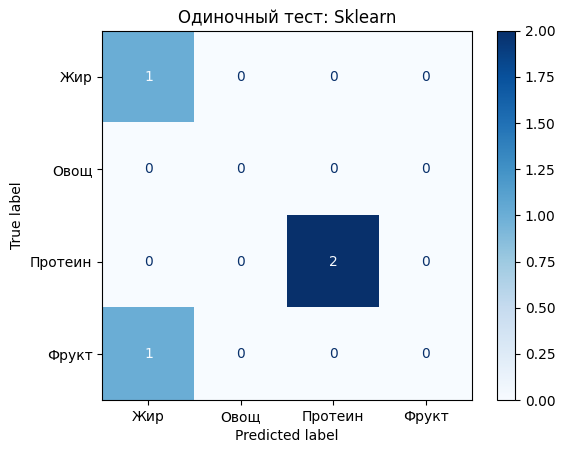 Одиночный тест: Sklearn
True label
Жир
1 0 0 0
Овощ
0 0 0 0
Протеин
0 0 2 0
Фрукт
1 0 0 0
Жир Овощ Протеин Фрукт
Predicted label
2.00
1.75
1.50
1.25
1.00
0.75
0.50
0.25
0.00